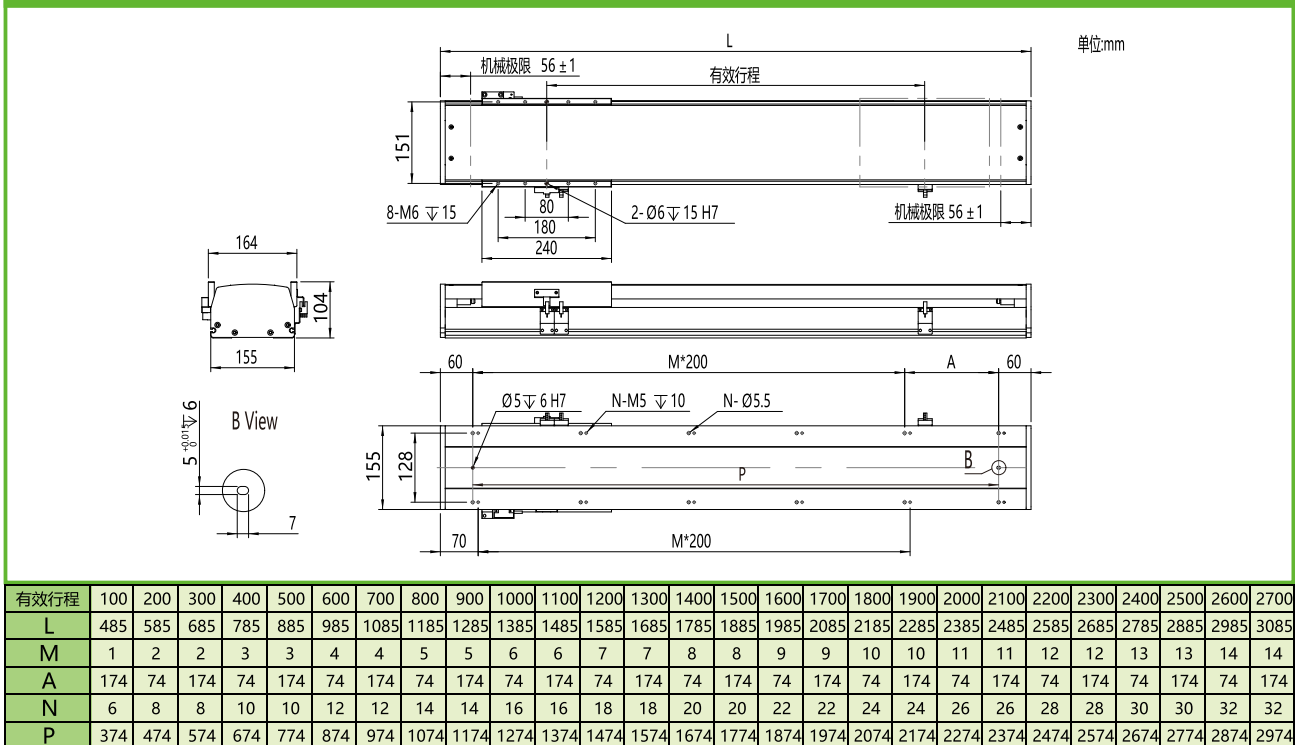 L
单位:mm
机械极限 56 ±1
有效行程
151
8-M6 ↧ 15
80
2- Ø6 ↧ 15 H7
机械极限 56 ±1
180
240
164
104
155
60
M*200
A
60
Ø5 ↧ 6 H7
N-M5 ↧ 10
N- Ø5.5
5 +0.015 0 ↧ 6
B View
155
128
B
P
7
70
M*200
有效行程 100 200 300 400 500 600 700 800 900 1000 1100 1200 1300 1400 1500 1600 1700 1800 1900 2000 2100 2200 2300 2400 2500 2600 2700
L 485 585 685 785 885 985 1085 1185 1285 1385 1485 1585 1685 1785 1885 1985 2085 2185 2285 2385 2485 2585 2685 2785 2885 2985 3085
M 1 2 2 3 3 4 4 5 5 6 6 7 7 8 8 9 9 10 10 11 11 12 12 13 13 14 14
A 174 74 174 74 174 74 174 74 174 74 174 74 174 74 174 74 174 74 174 74 174 74 174 74 174 74 174
N 6 8 8 10 10 12 12 14 14 16 16 18 18 20 20 22 22 24 24 26 26 28 28 30 30 32 32
P 374 474 574 674 774 874 974 1074 1174 1274 1374 1474 1574 1674 1774 1874 1974 2074 2174 2274 2374 2474 2574 2674 2774 2874 2974